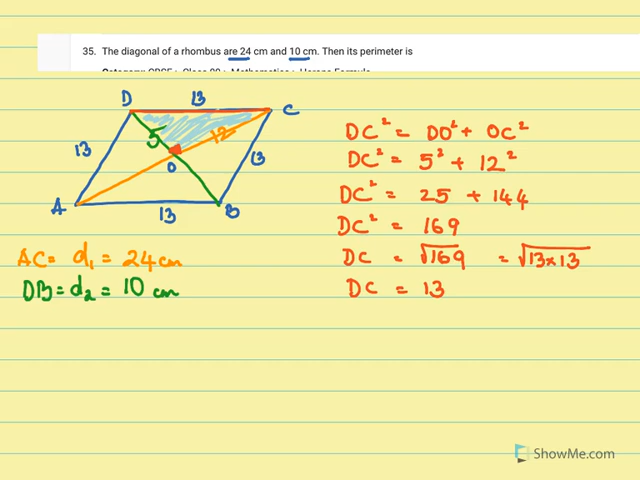 35. The diagonal of a rhombus are 24 cm and 10 cm. Then its perimeter is
D 13 C
13 5 12 13
O
A 13 B
DC² = DO² + OC²
DC² = 5² + 12²
DC² = 25 + 144
DC² = 169
DC = √169 = √13×13
DC = 13
AC = d₁ = 24 cm
DB = d₂ = 10 cm
ShowMe.com